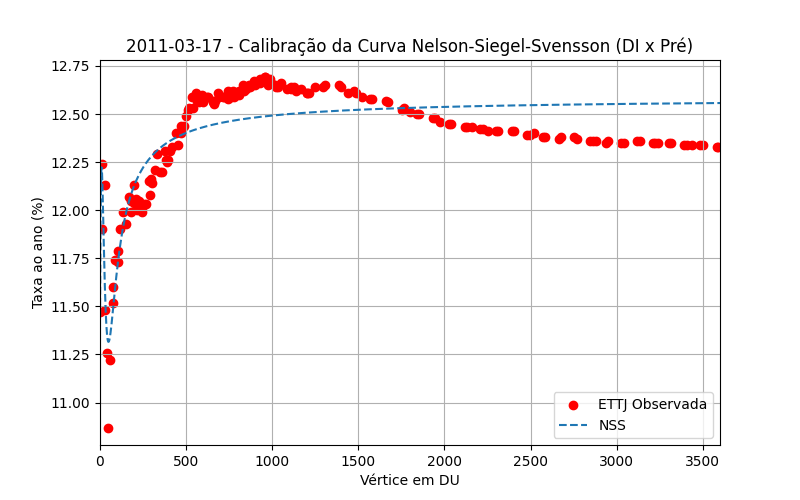 2011-03-17 - Calibração da Curva Nelson-Siegel-Svensson (DI x Pré)
Taxa ao ano (%)
12.75
12.50
12.25
12.00
11.75
11.50
11.25
11.00
ETTJ Observada
NSS
0 500 1000 1500 2000 2500 3000 3500
Vértice em DU